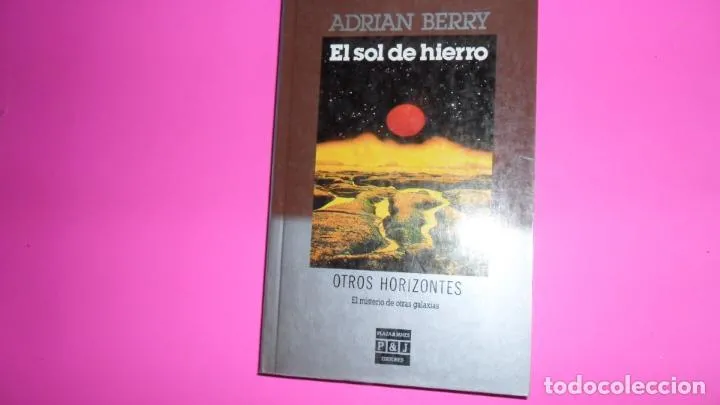 ADRIAN BERRY
El sol de hierro
OTROS HORIZONTES
El misterio de otras galaxias
PLAZA & JANES
P & J
EDITORES
todocoleccion